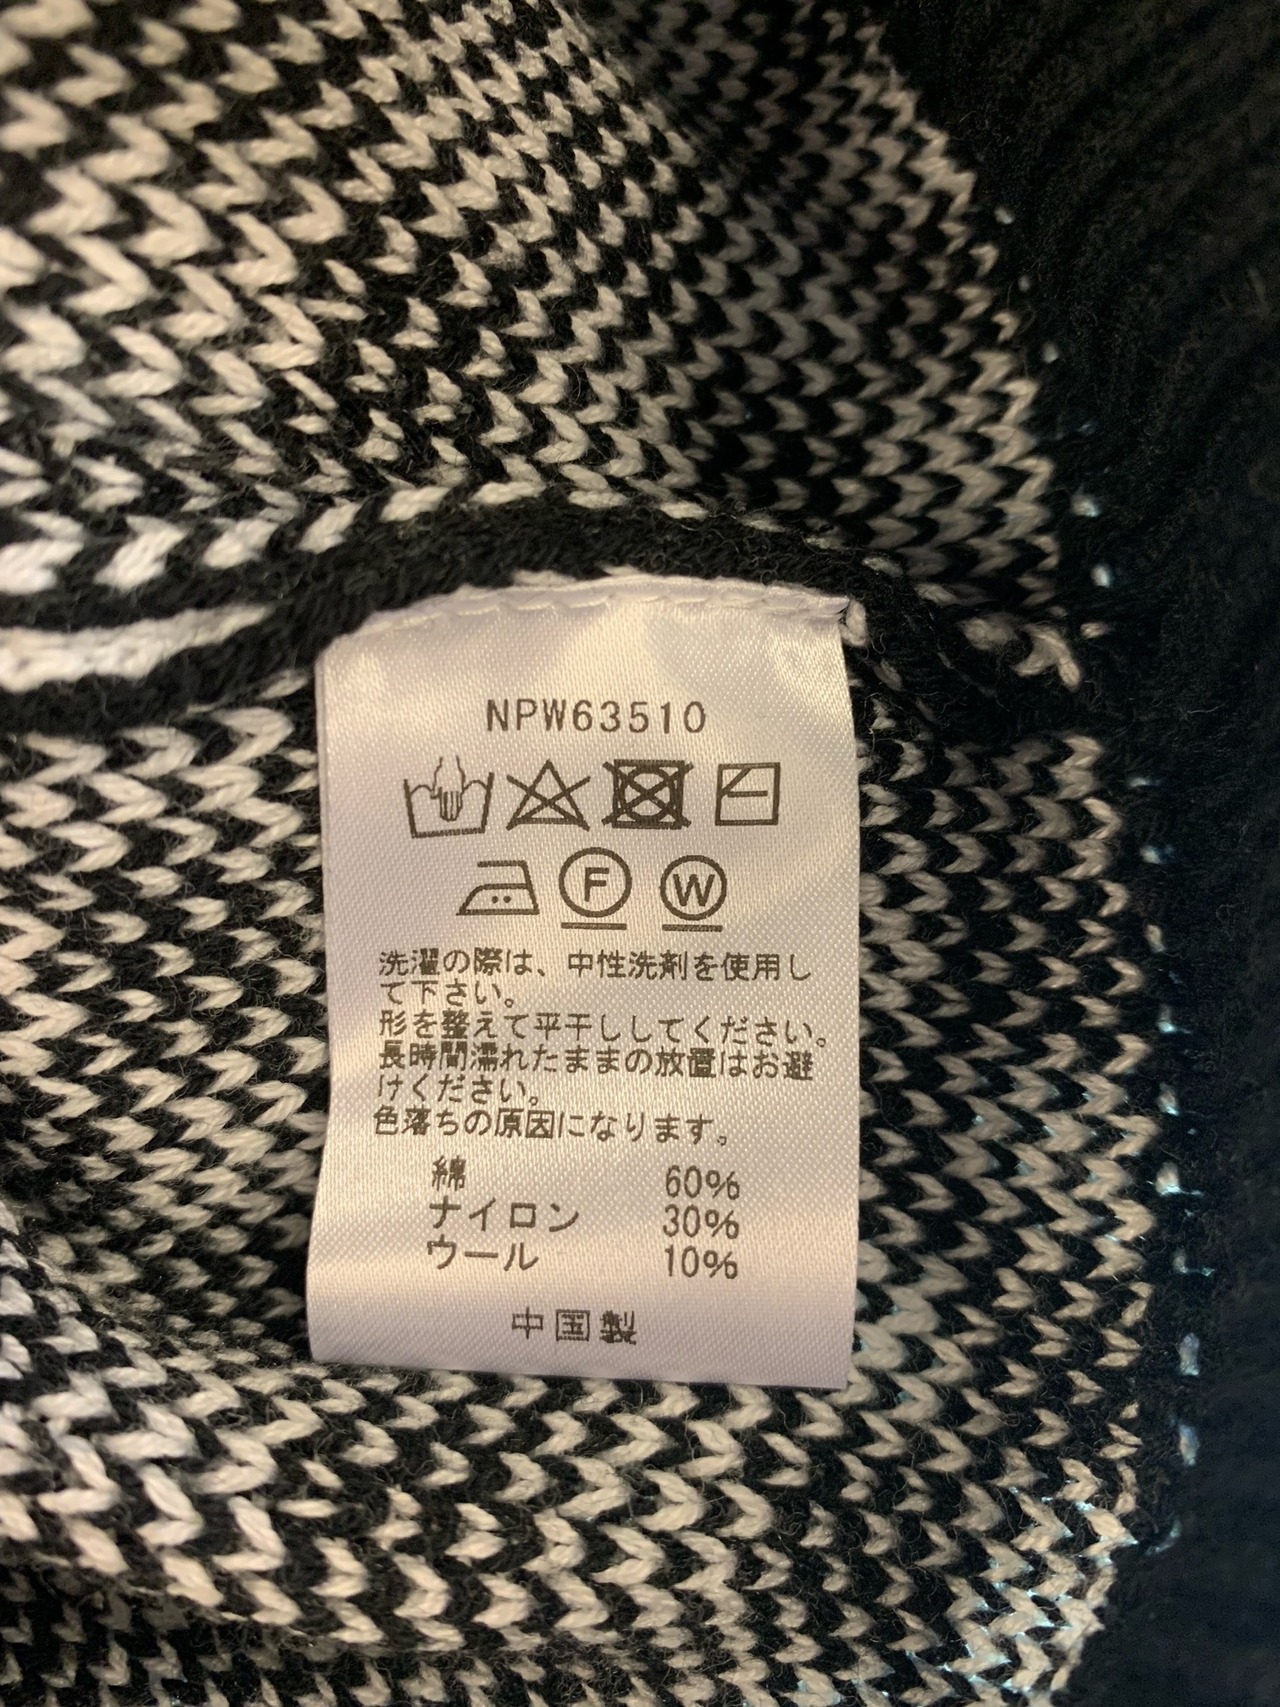 NPW63510
F W
洗濯の際は、中性洗剤を使用し
て下さい。
形を整えて平干ししてください。
長時間濡れたままの放置はお避
けください。
色落ちの原因になります。
綿 60%
ナイロン 30%
ウール 10%
中国製